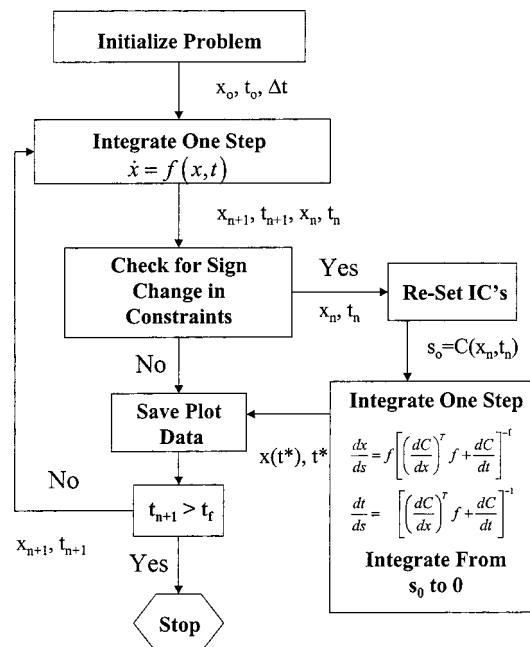 Initialize Problem
xₒ, tₒ, Δt
Integrate One Step
ẋ = f(x,t)
xₙ₊₁, tₙ₊₁, xₙ, tₙ
Check for Sign
Change in
Constraints
Yes
xₙ, tₙ
Re-Set IC's
sₒ=C(xₙ,tₙ)
No
Save Plot
Data
x(t*), t*
Integrate One Step
dx/ds = f[(dC/dx)ᵀ f + dC/dt]⁻¹
dt/ds = [(dC/dx)ᵀ f + dC/dt]⁻¹
Integrate From
s₀ to 0
No
tₙ₊₁ > t_f
xₙ₊₁, tₙ₊₁
Yes
Stop